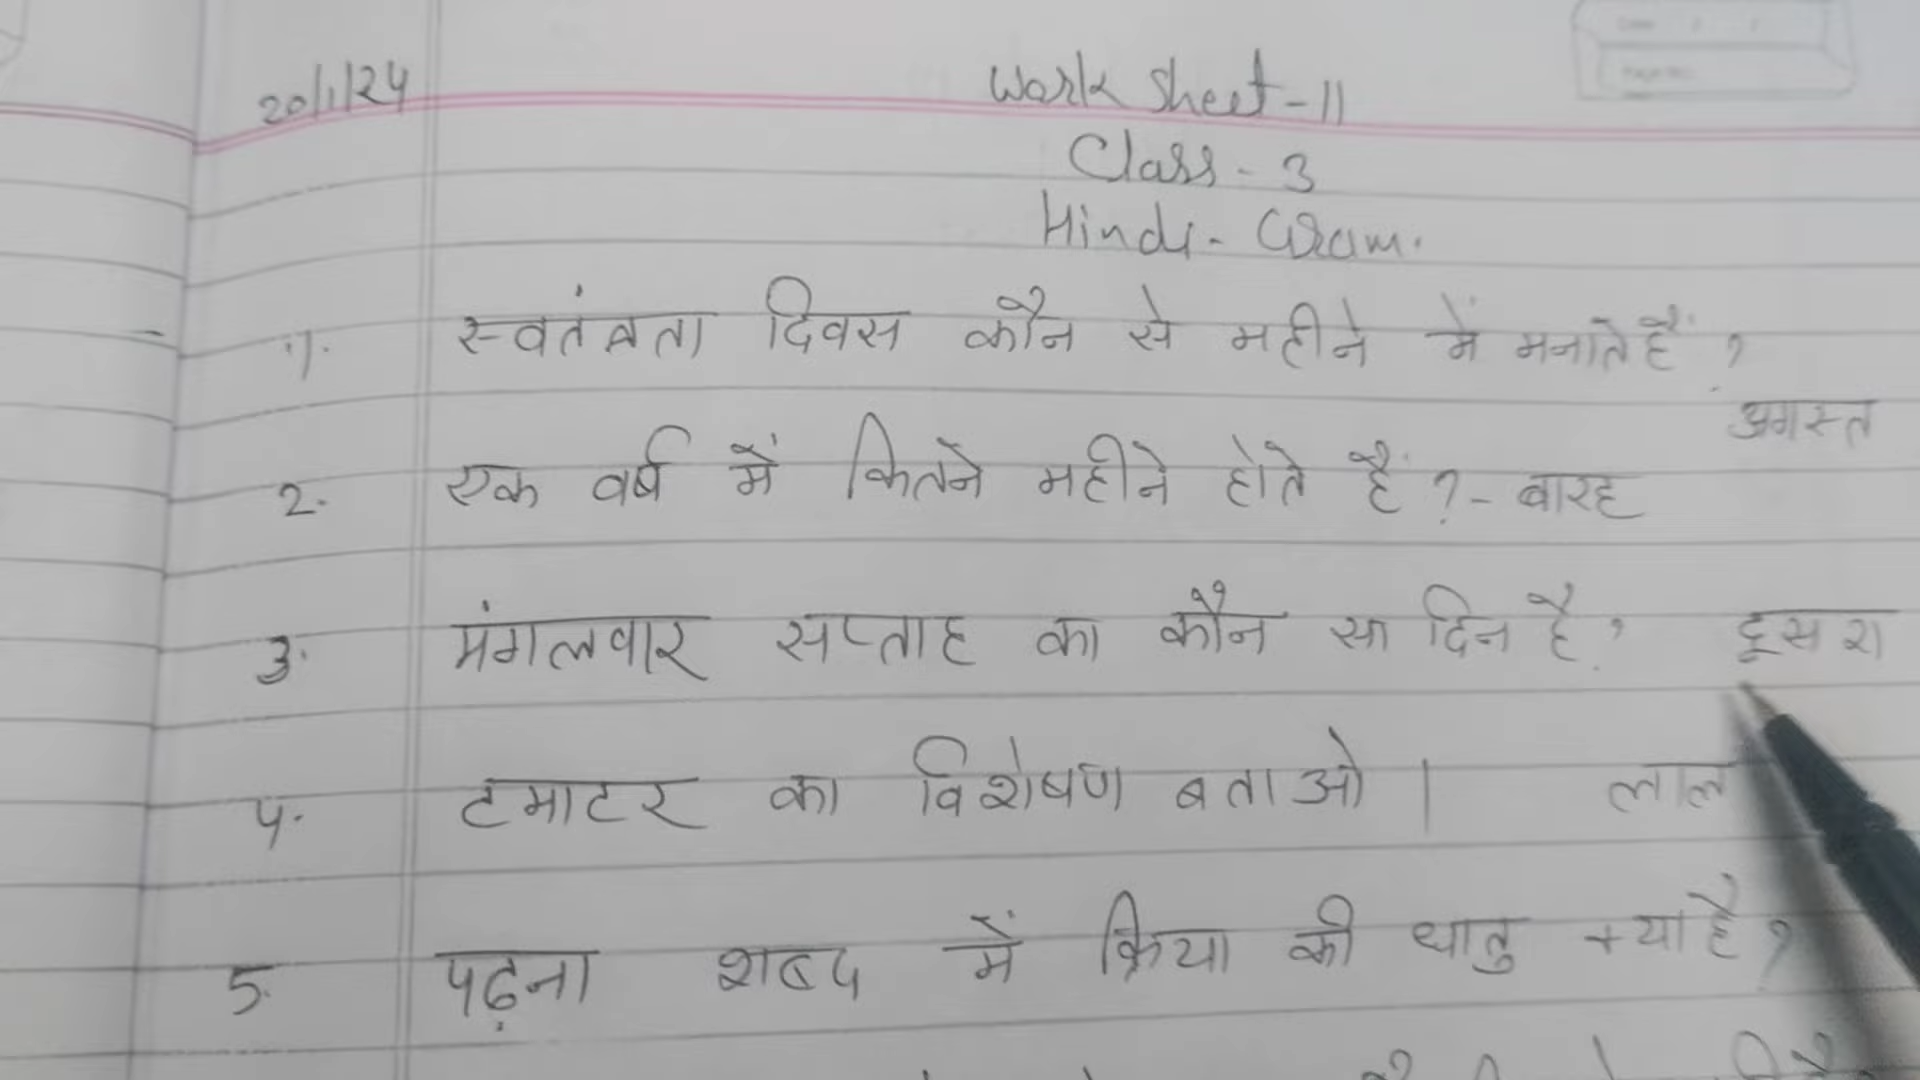 20/1/24
Work Sheet-11
Class-3
Hindi-Gram.
1. स्वतंत्रता दिवस कौन से महीने में मनाते हैं ?
अगस्त
2. एक वर्ष में कितने महीने होते हैं ?- बारह
3. मंगलवार सप्ताह का कौन सा दिन है? दूसरा
4. टमाटर का विशेषण बताओ । लाल
5. पढ़ना शब्द में क्रिया की धातु क्या है ?